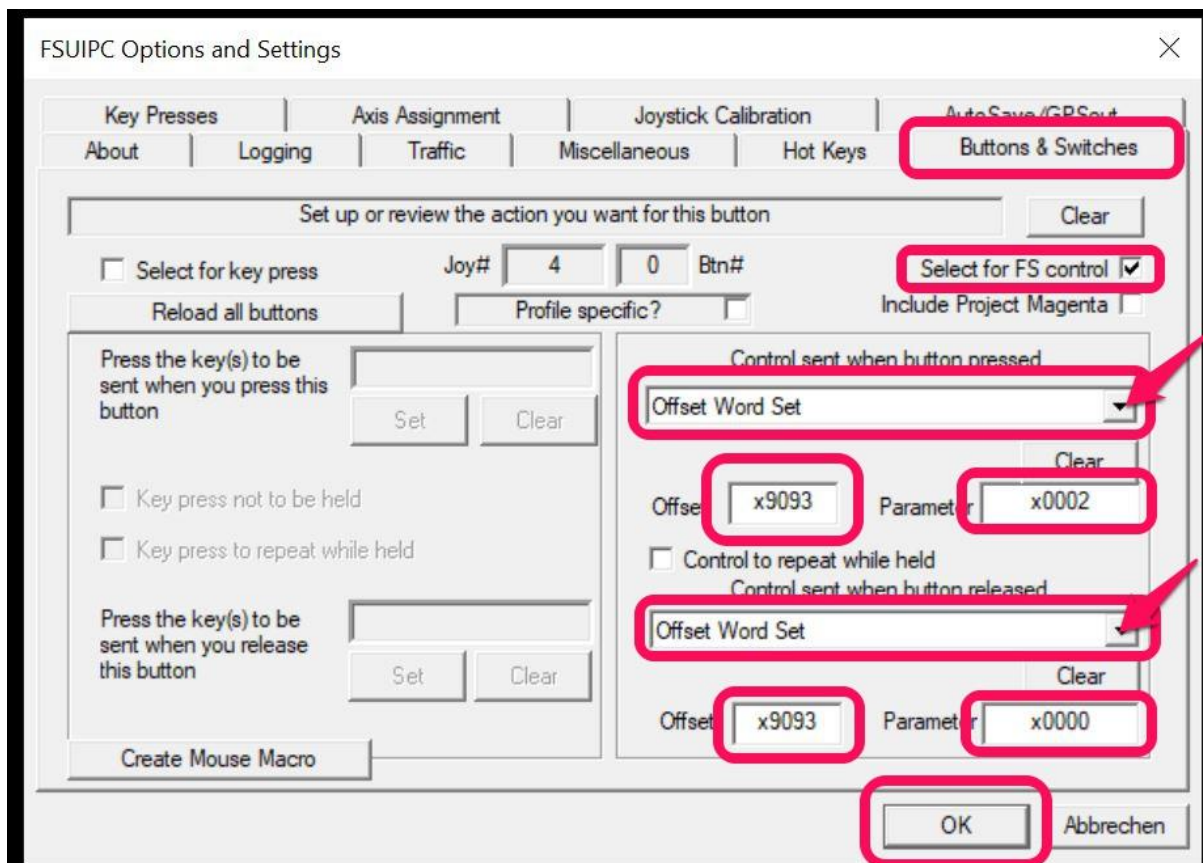 FSUIPC Options and Settings
Key Presses Axis Assignment Joystick Calibration AutoSave/GPSout
About Logging Traffic Miscellaneous Hot Keys Buttons & Switches
Set up or review the action you want for this button Clear
Select for key press Joy# 4 0 Btn# Select for FS control
Reload all buttons Profile specific? Include Project Magenta
Press the key(s) to be
sent when you press this
button
Set Clear
Key press not to be held
Key press to repeat while held
Press the key(s) to be
sent when you release
this button
Set Clear
Create Mouse Macro
Control sent when button pressed
Offset Word Set
Clear
Offset x9093 Parameter x0002
Control to repeat while held
Control sent when button released
Offset Word Set
Clear
Offset x9093 Parameter x0000
OK Abbrechen